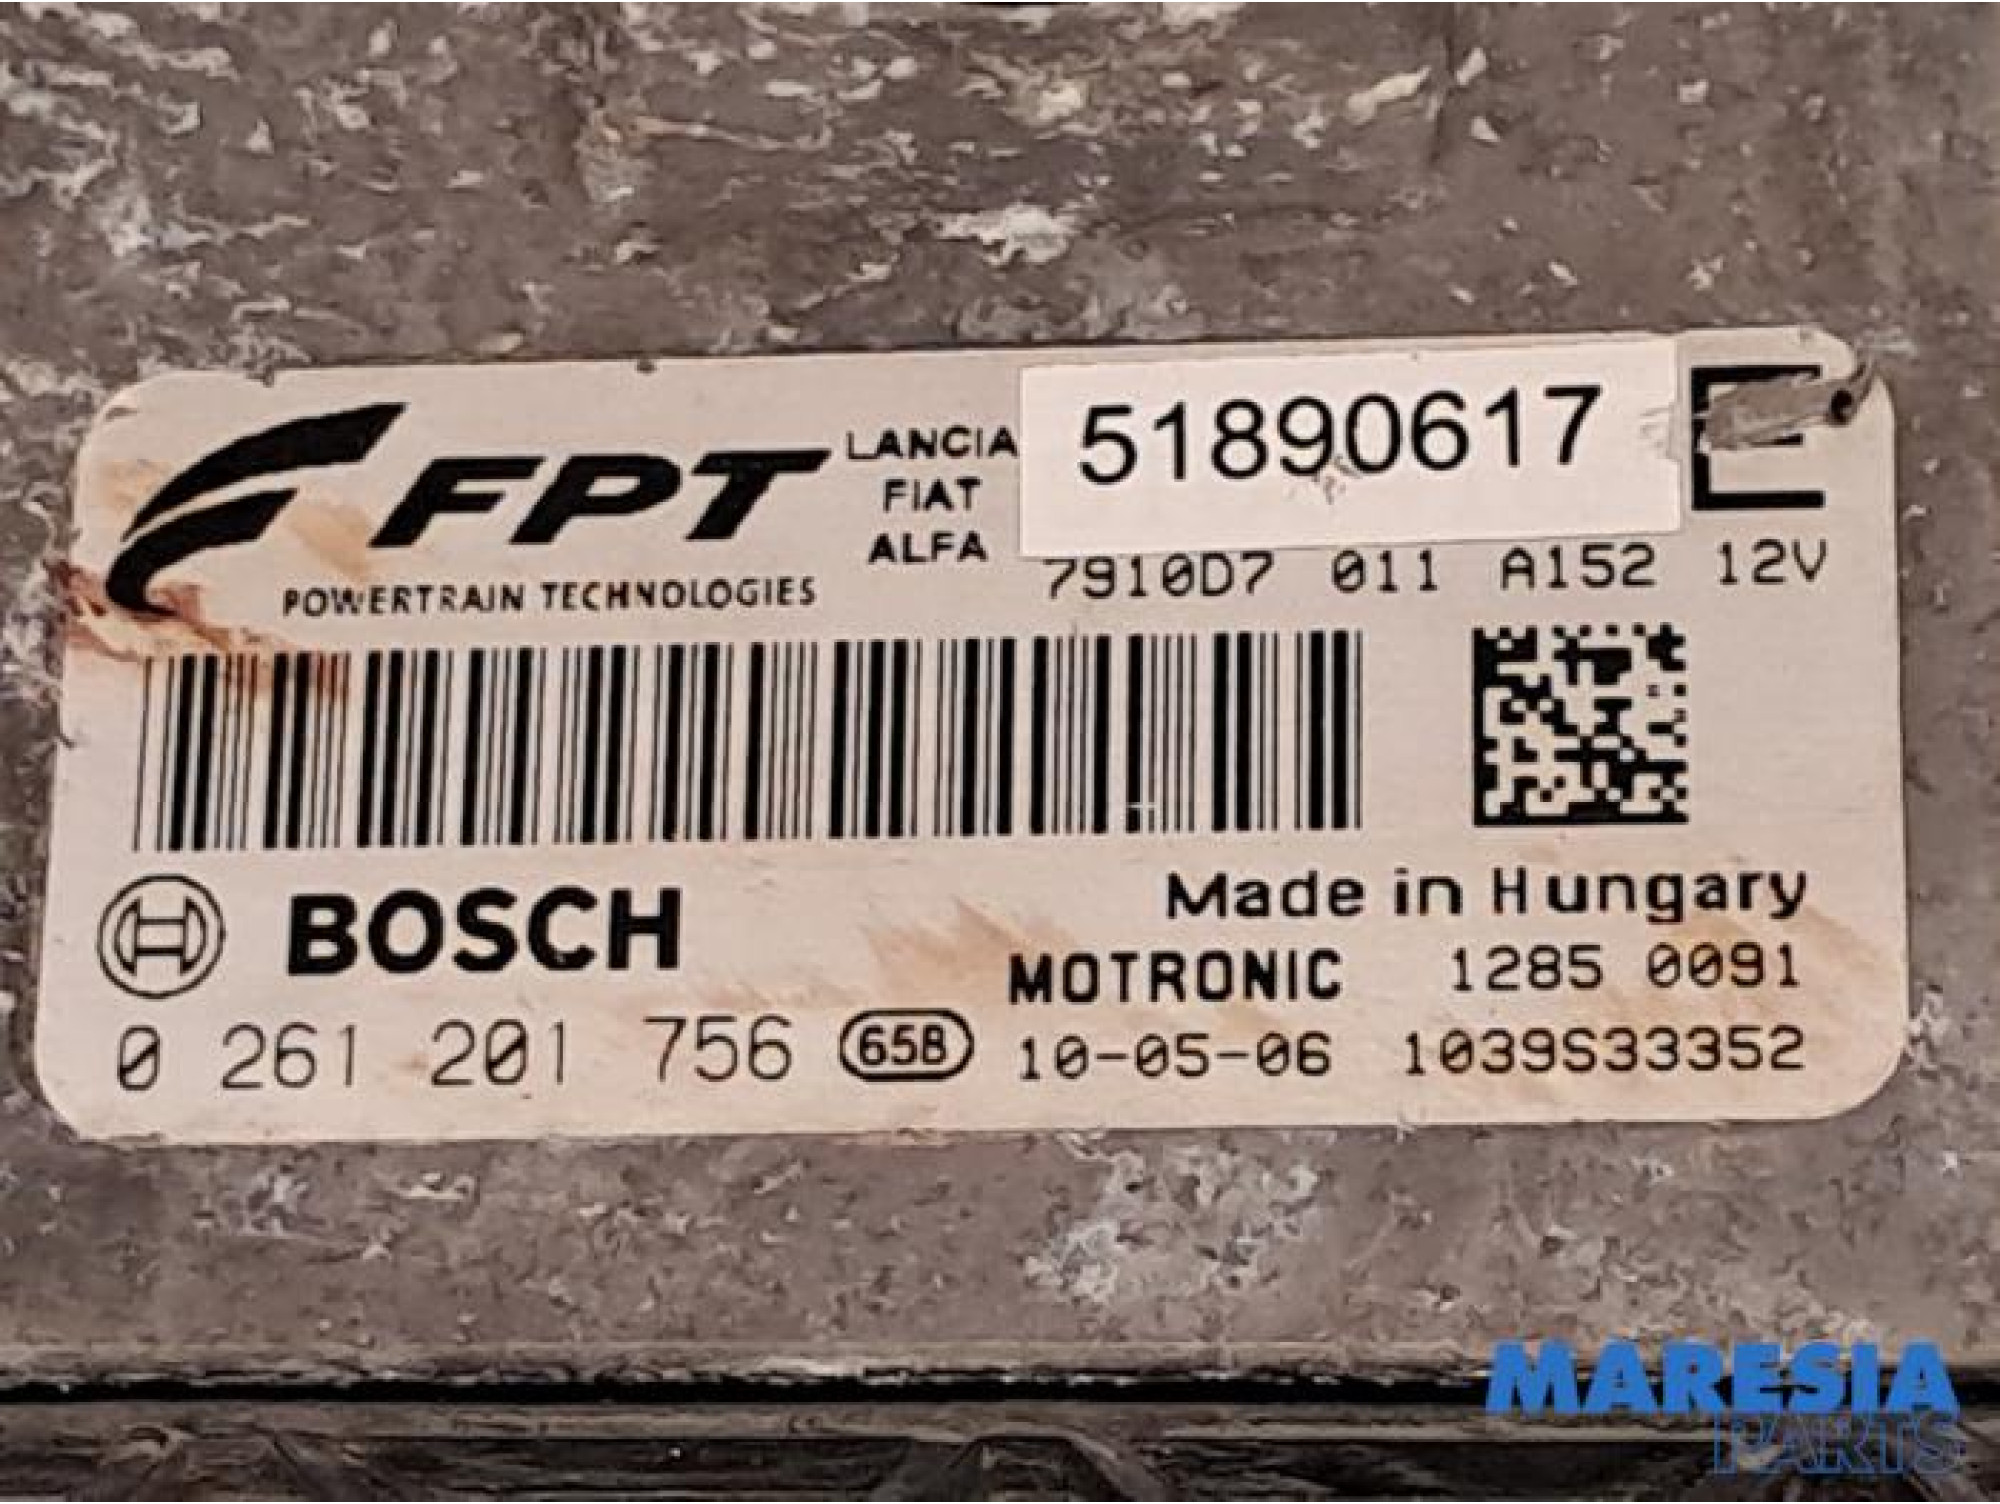 FPT
POWERTRAIN TECHNOLOGIES
LANCIA
FIAT
ALFA
51890617
E
7910D7 011 A152 12V
BOSCH
0 261 201 756
65B
Made in Hungary
MOTRONIC 1285 0091
10-05-06 1039S33352
MARESIA
PARTS